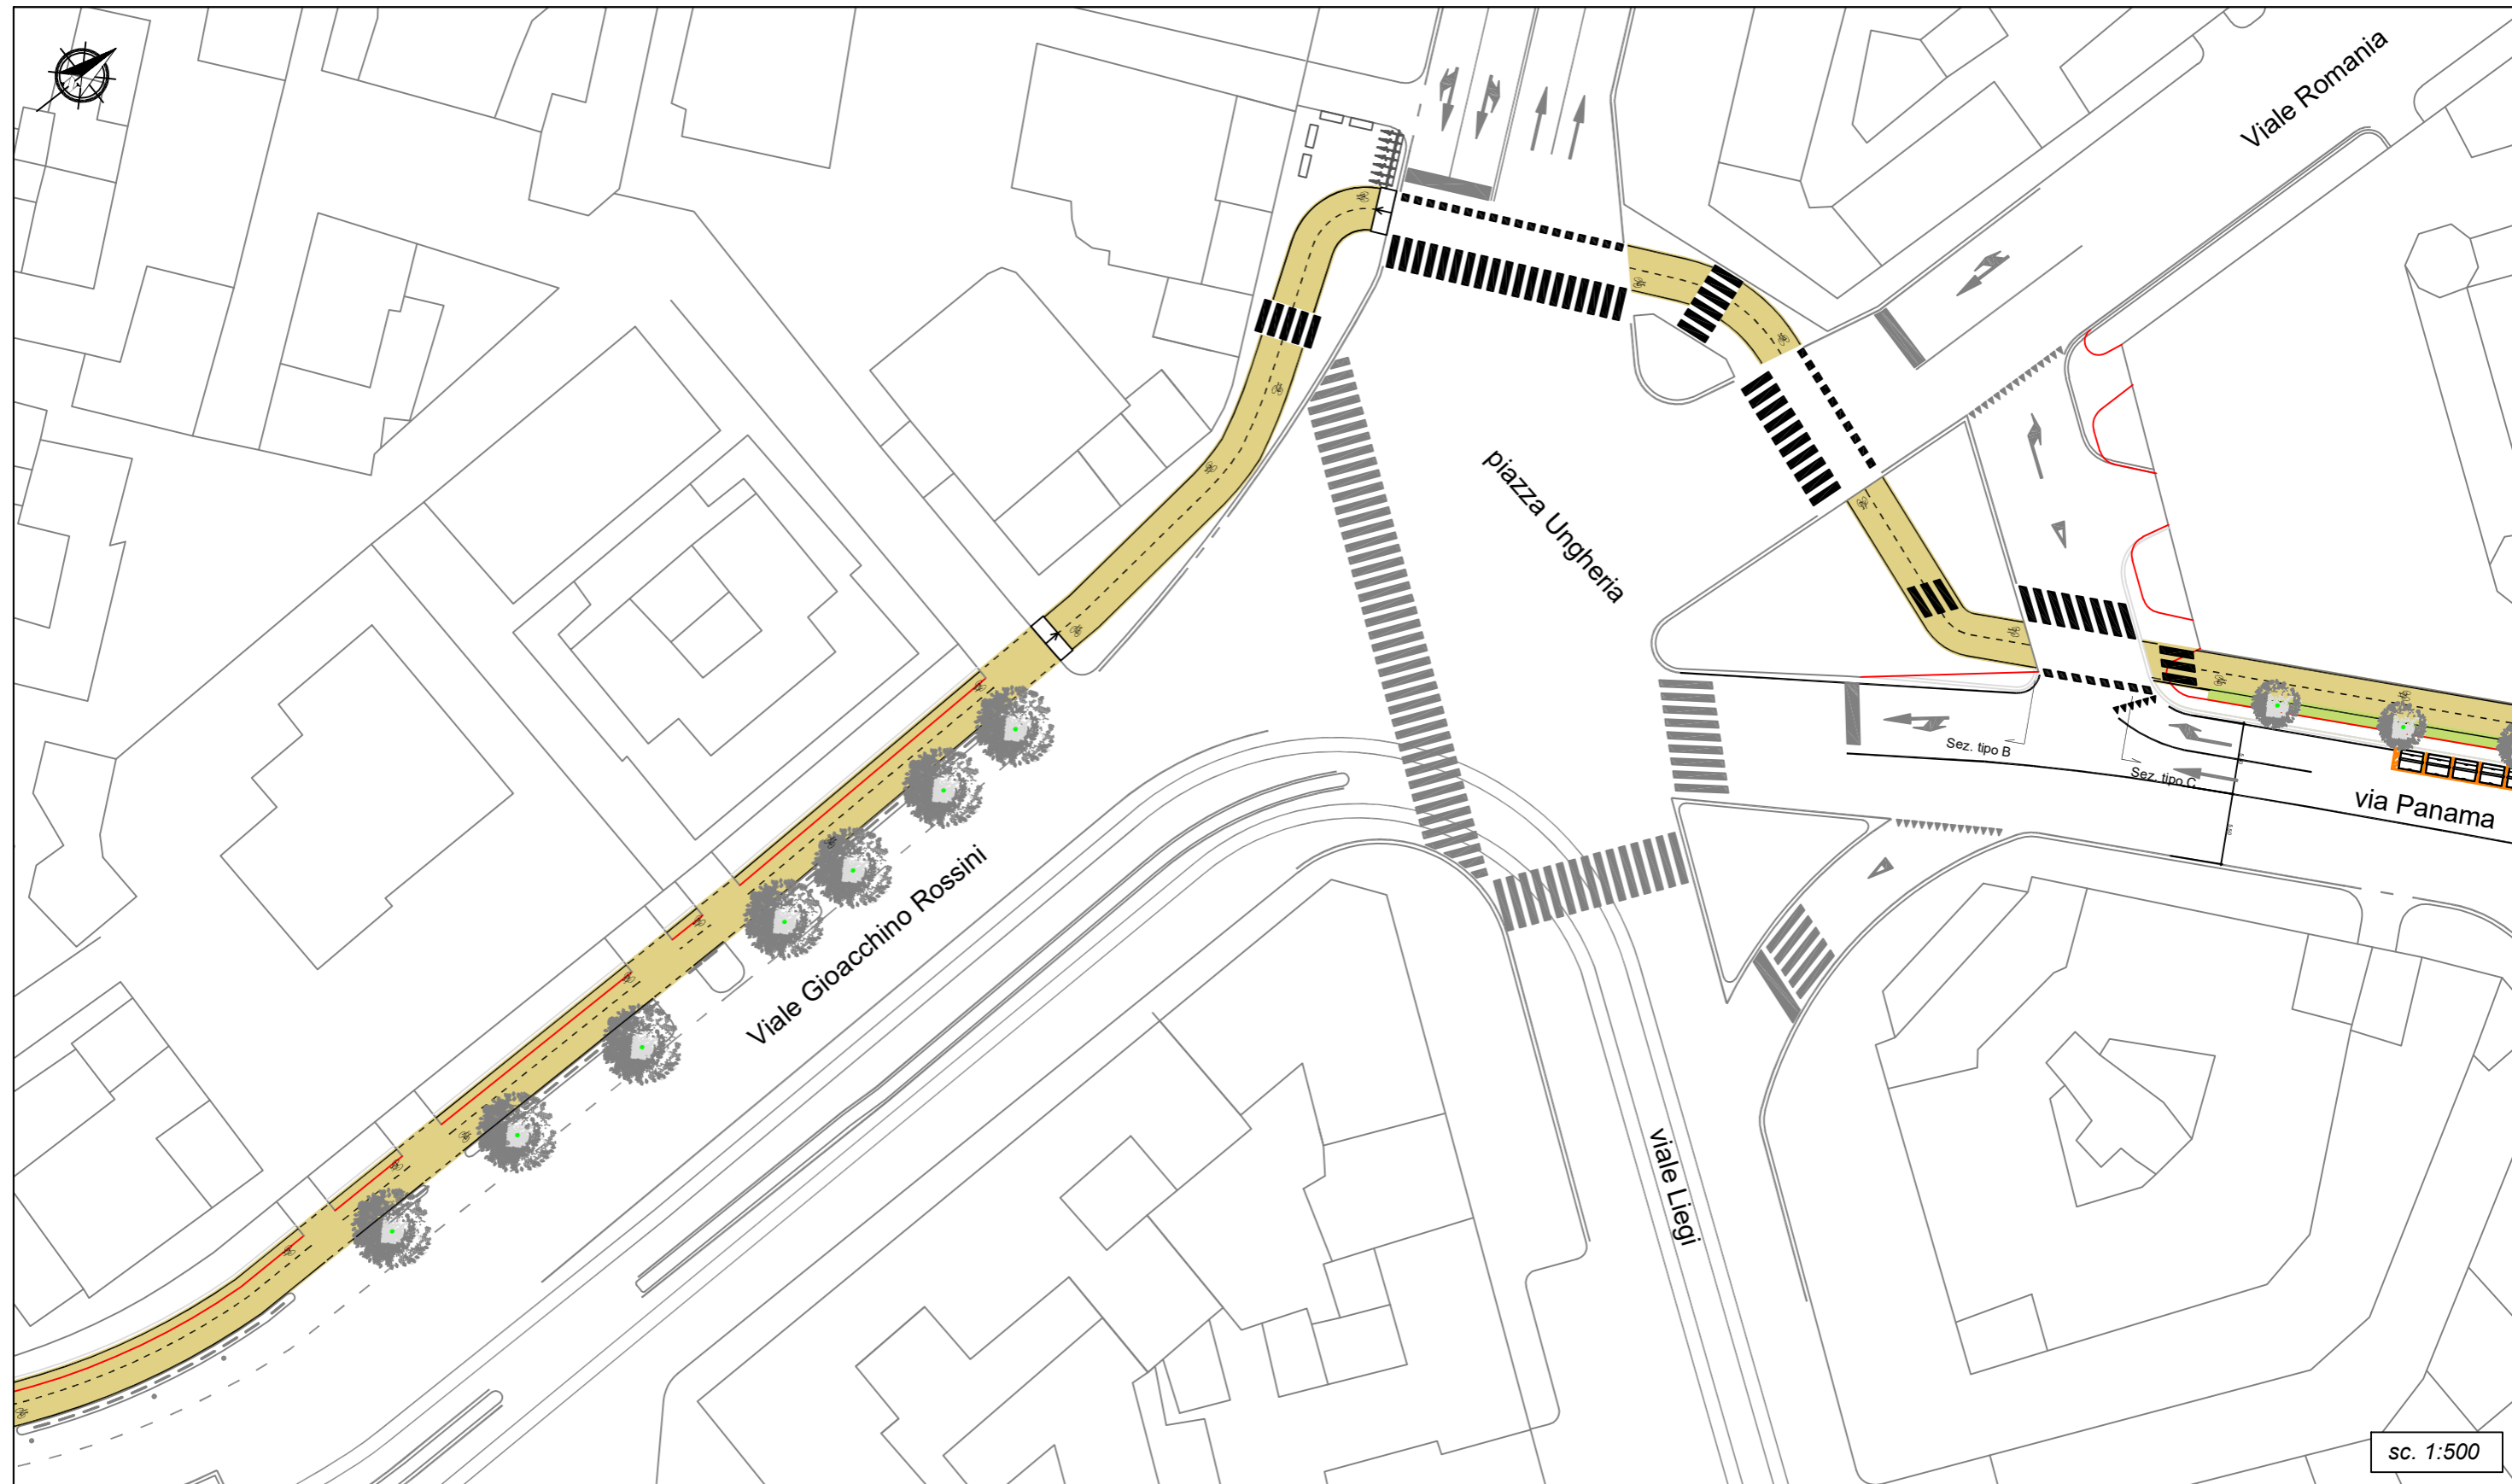 Viale Romania
piazza Ungheria
Sez. tipo B
Sez. tipo C
via Panama
Viale Gioacchino Rossini
viale Liegi
sc. 1:500